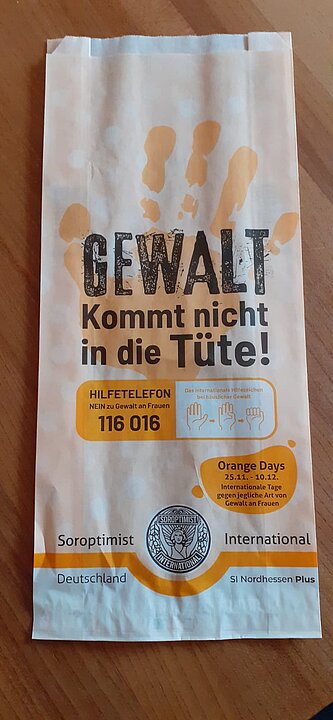 GEWALT
Kommt nicht
in die Tüte!
HILFETELEFON
NEIN zu Gewalt an Frauen
116 016
Das internationale Hilfezeichen
bei häuslicher Gewalt
Orange Days
25.11. - 10.12.
Internationale Tage
gegen jegliche Art von
Gewalt an Frauen
Soroptimist International
SOROPTIMIST
INTERNATIONAL
Deutschland SI Nordhessen Plus